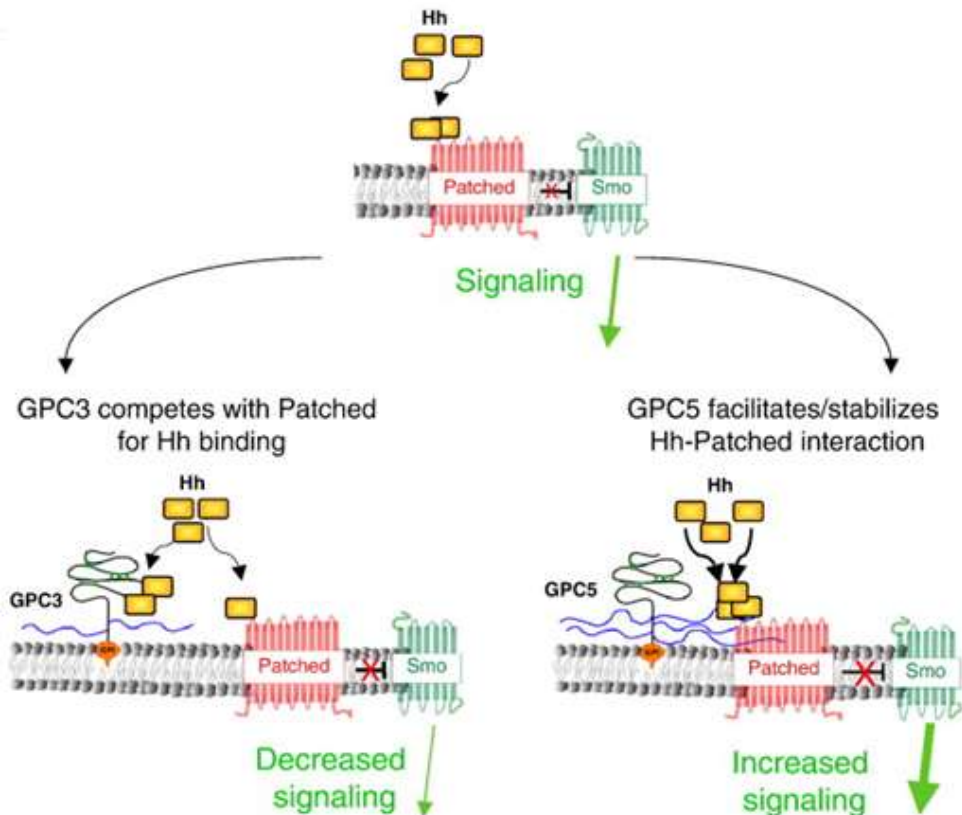 Hh
Patched
Smo
Signaling
GPC3 competes with Patched
for Hh binding
GPC5 facilitates/stabilizes
Hh-Patched interaction
Hh
GPC3
Patched
Smo
Decreased
signaling
Hh
GPC5
Patched
Smo
Increased
signaling